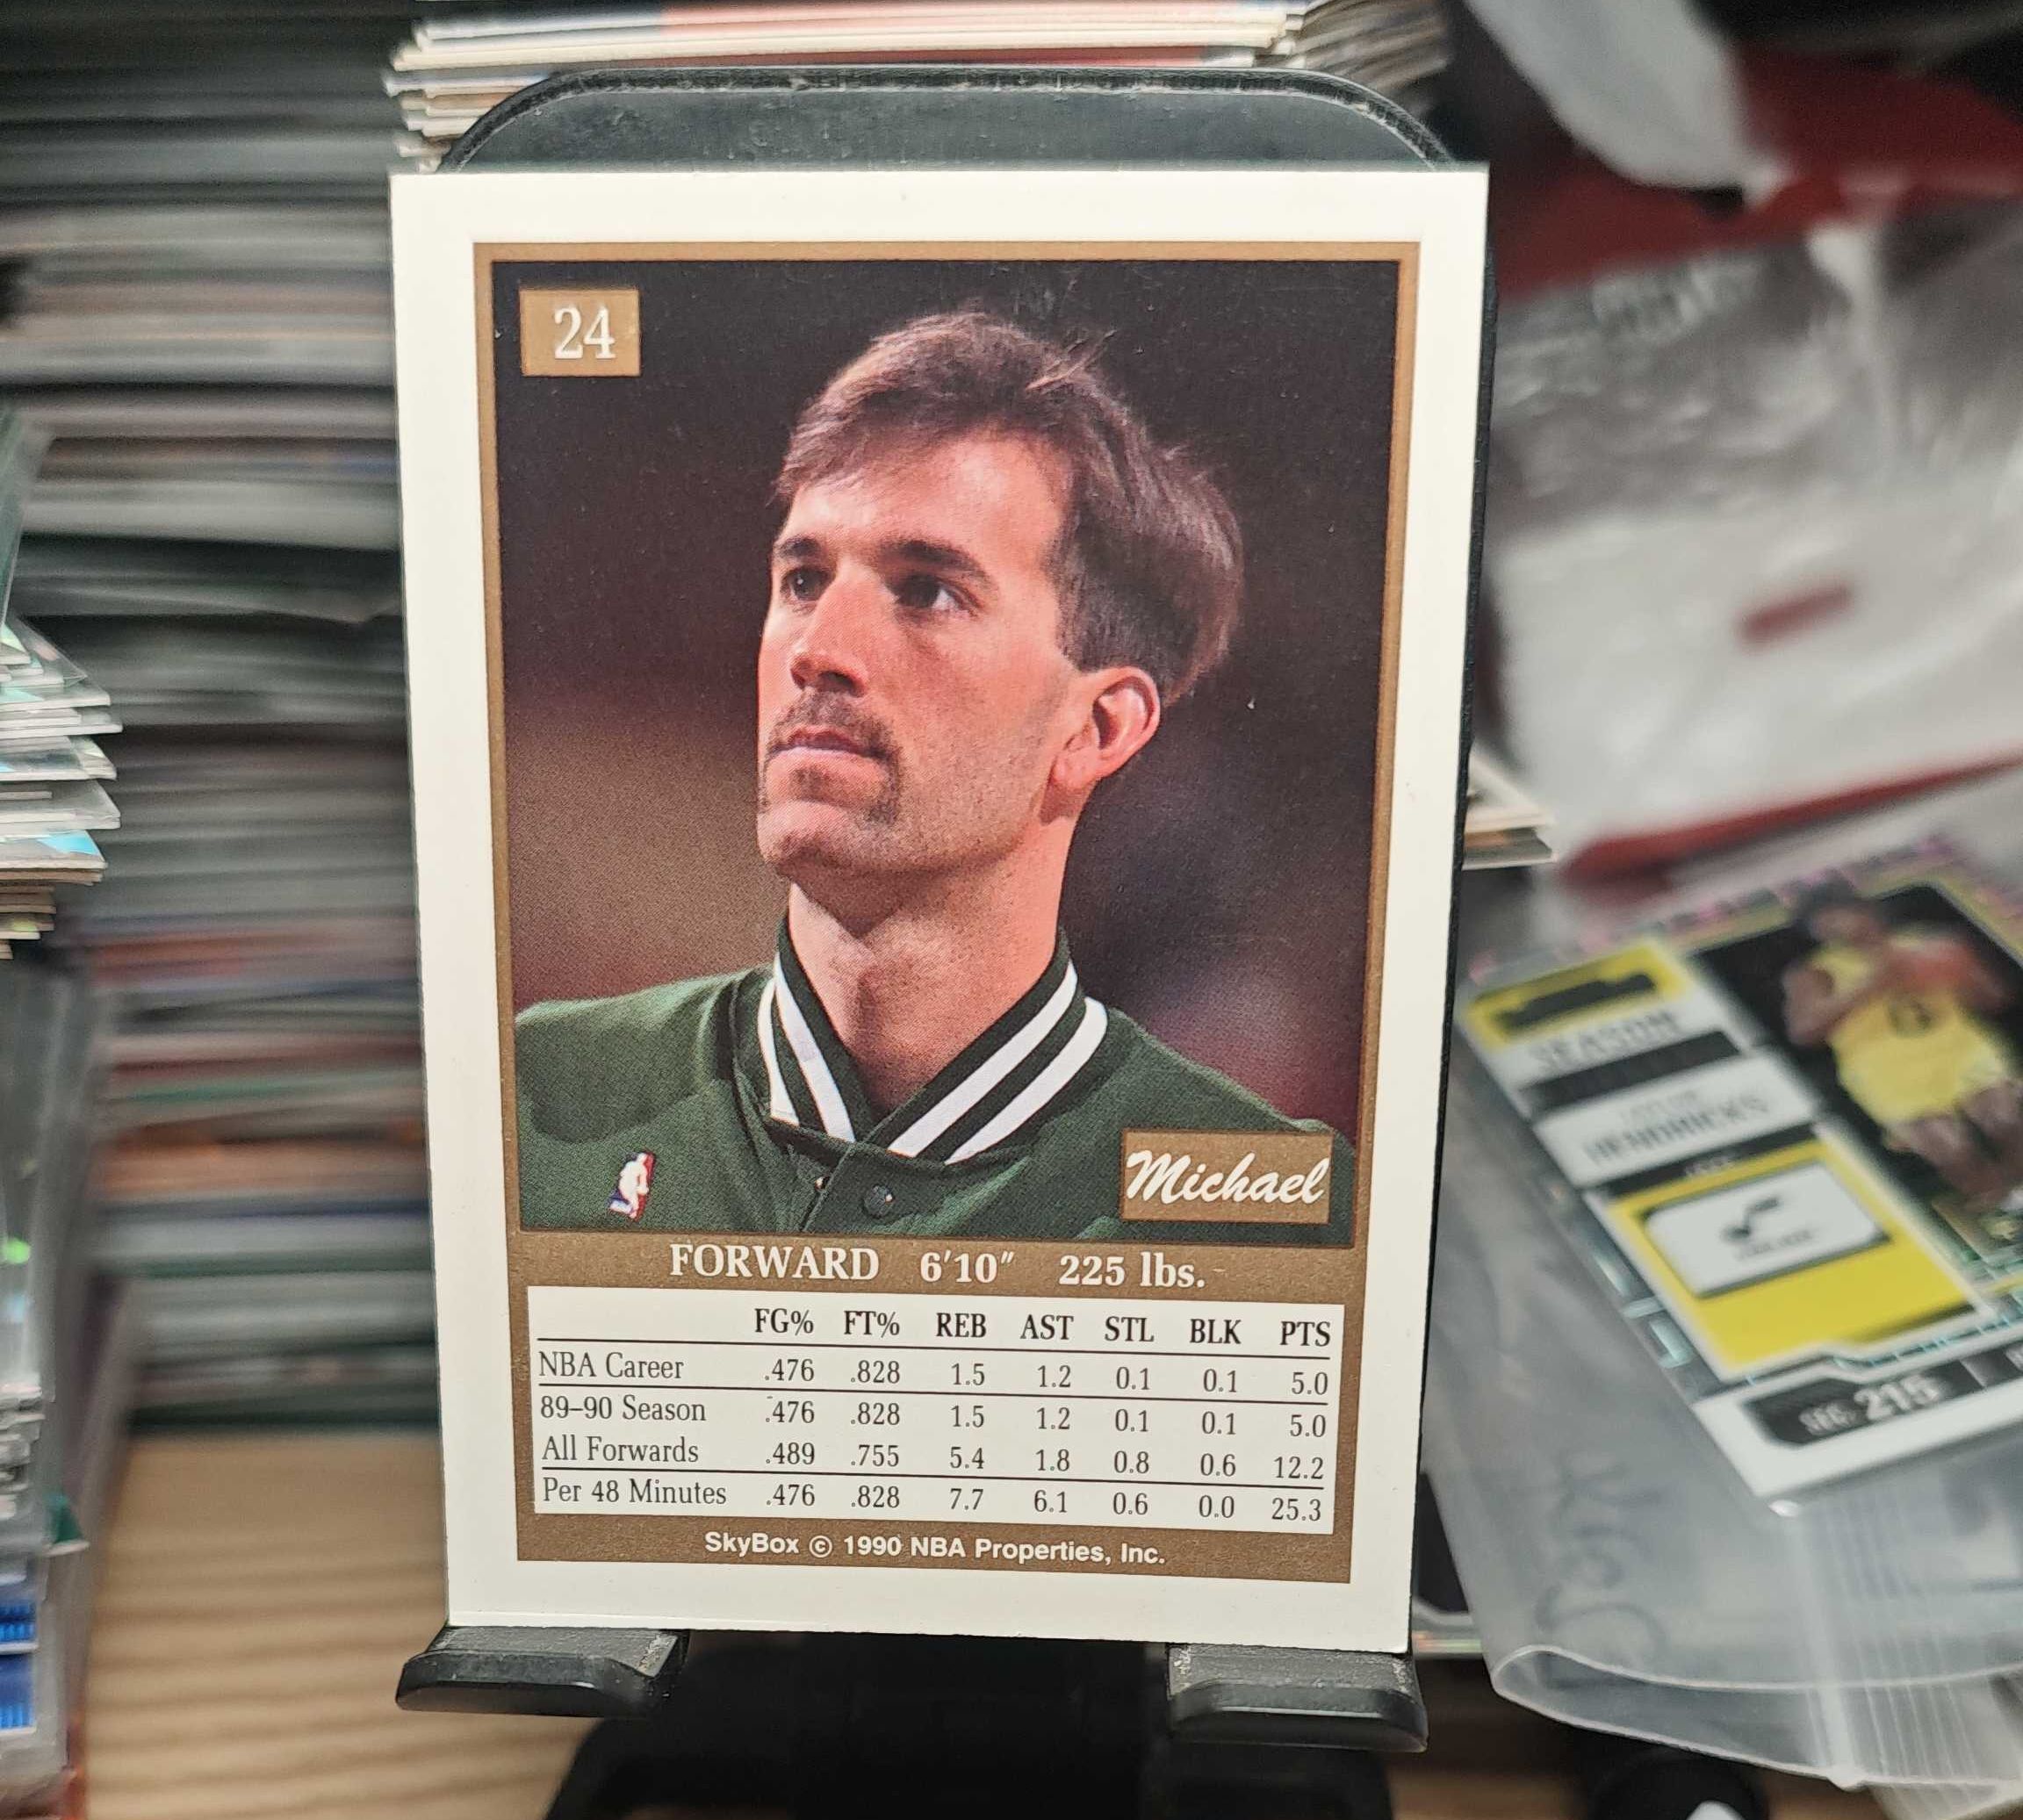 24
Michael
FORWARD 6'10" 225 lbs.
FG% FT% REB AST STL BLK PTS
NBA Career .476 .828 1.5 1.2 0.1 0.1 5.0
89–90 Season .476 .828 1.5 1.2 0.1 0.1 5.0
All Forwards .489 .755 5.4 1.8 0.8 0.6 12.2
Per 48 Minutes .476 .828 7.7 6.1 0.6 0.0 25.3
SkyBox © 1990 NBA Properties, Inc.
SEASON
HENDRICKS
SEC. 215